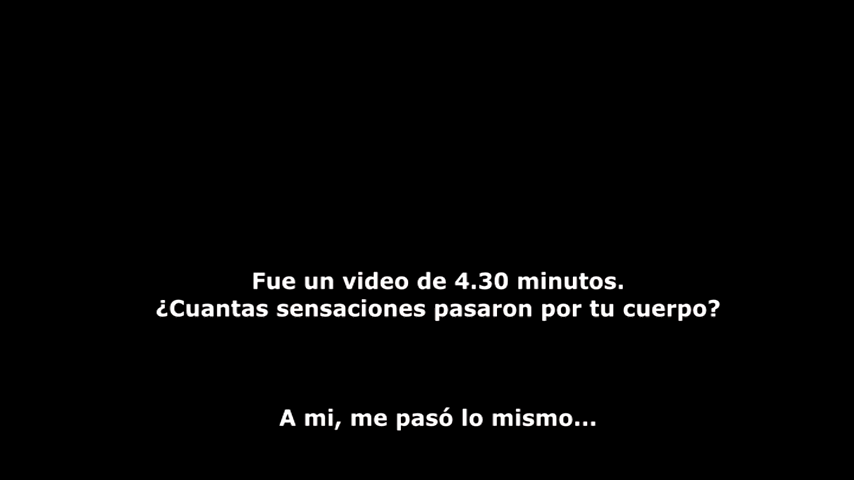 Fue un video de 4.30 minutos.
¿Cuantas sensaciones pasaron por tu cuerpo?
A mi, me pasó lo mismo...